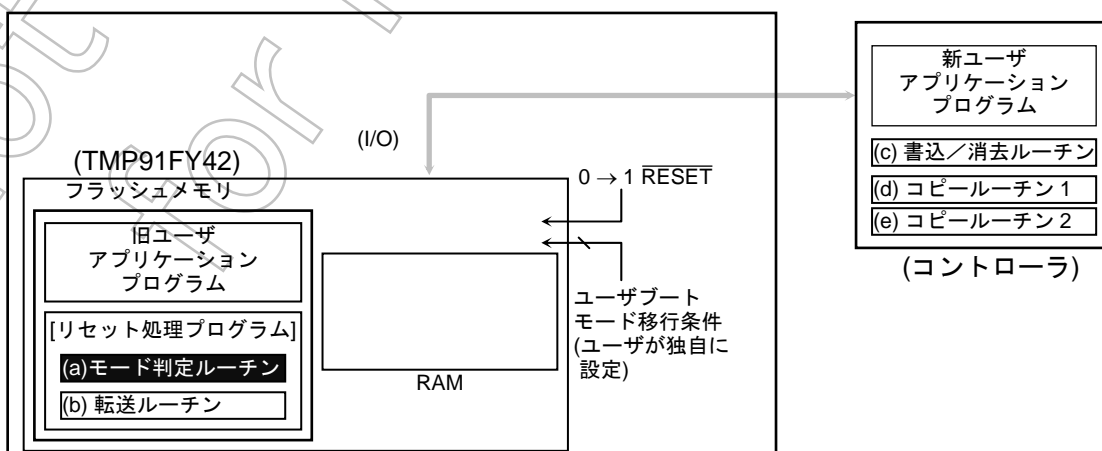 新ユーザ
アプリケーション
プログラム
(c) 書込／消去ルーチン
(d) コピールーチン 1
(e) コピールーチン 2
(コントローラ)
(I/O)
(TMP91FY42)
フラッシュメモリ
旧ユーザ
アプリケーション
プログラム
[リセット処理プログラム]
(a)モード判定ルーチン
(b) 転送ルーチン
RAM
0 → 1 RESET
ユーザブート
モード移行条件
(ユーザが独自に
設定)
for